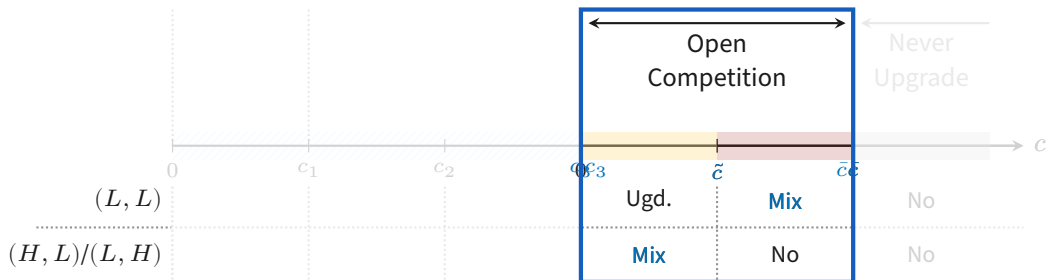 Open Never
Competition Upgrade
c
0 c₁ c₂ c₃ c̃ c̄
(L, L) Ugd. Mix No
(H, L)/(L, H) Mix No No